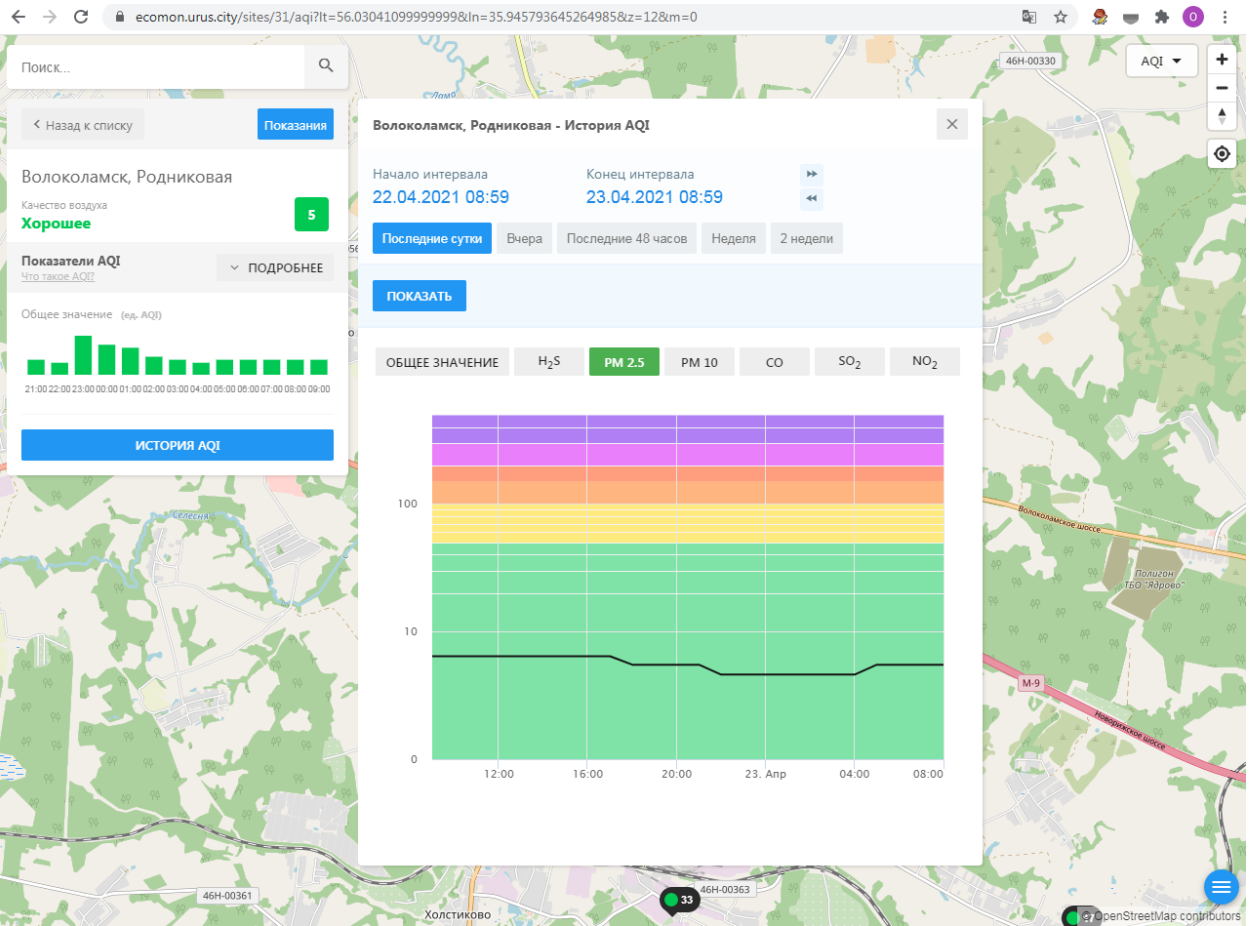 ecomon.urus.city/sites/31/aqi?lt=56.030410999999999&ln=35.945793645264985&z=12&m=0
О
Поиск...
46Н-00330
AQI
Назад к списку
Показания
Волоколамск, Родниковая
Качество воздуха
Хорошее
5
Показатели AQI
Что такое AQI?
ПОДРОБНЕЕ
Общее значение (ед. AQI)
21:00 22:00 23:00 00:00 01:00 02:00 03:00 04:00 05:00 06:00 07:00 08:00 09:00
ИСТОРИЯ AQI
Волоколамск, Родниковая - История AQI
Начало интервала
Конец интервала
22.04.2021 08:59
23.04.2021 08:59
Последние сутки
Вчера
Последние 48 часов
Неделя
2 недели
ПОКАЗАТЬ
ОБЩЕЕ ЗНАЧЕНИЕ
H2S
PM 2.5
PM 10
CO
SO2
NO2
100
10
0
12:00
16:00
20:00
23. Апр
04:00
08:00
Селесня
Волоколамское шоссе
Полигон
ТБО "Ядрово"
М-9
Новорижское шоссе
46Н-00361
46Н-00363
33
Холстиково
© OpenStreetMap contributors